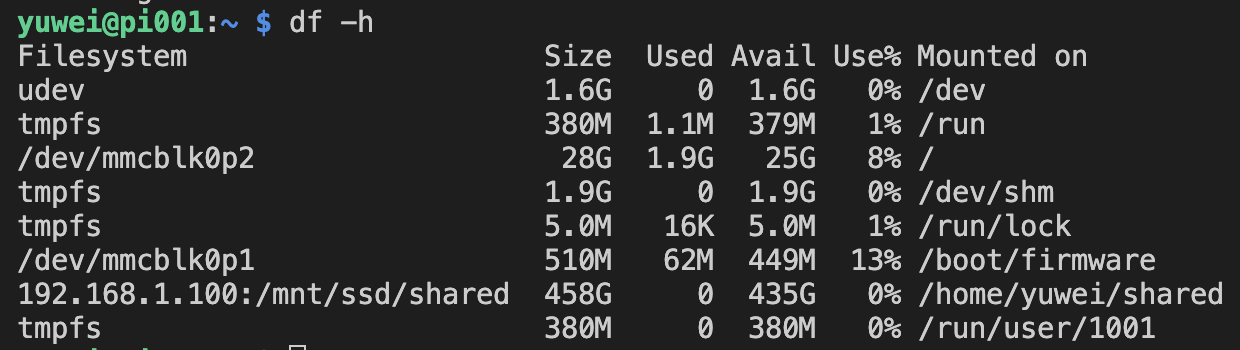 yuwei@pi001:~ $ df -h
Filesystem                      Size  Used Avail Use% Mounted on
udev                            1.6G     0  1.6G   0% /dev
tmpfs                           380M  1.1M  379M   1% /run
/dev/mmcblk0p2                   28G  1.9G   25G   8% /
tmpfs                           1.9G     0  1.9G   0% /dev/shm
tmpfs                           5.0M   16K  5.0M   1% /run/lock
/dev/mmcblk0p1                  510M   62M  449M  13% /boot/firmware
192.168.1.100:/mnt/ssd/shared   458G     0  435G   0% /home/yuwei/shared
tmpfs                           380M     0  380M   0% /run/user/1001